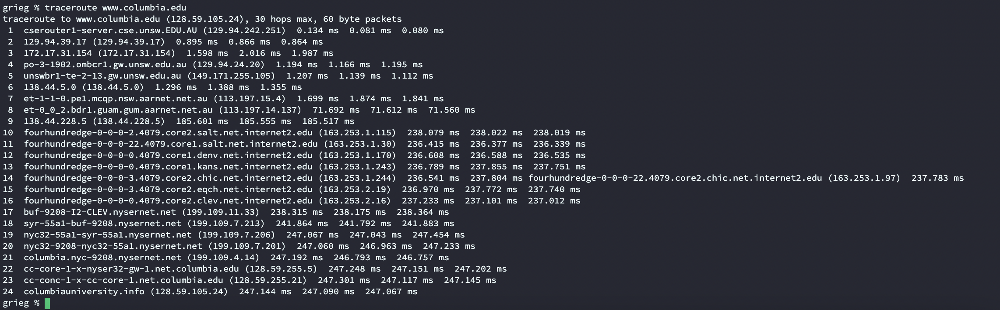 grieg % traceroute www.columbia.edu
traceroute to www.columbia.edu (128.59.105.24), 30 hops max, 60 byte packets
 1  cserouter1-server.cse.unsw.EDU.AU (129.94.242.251)  0.134 ms  0.081 ms  0.080 ms
 2  129.94.39.17 (129.94.39.17)  0.895 ms  0.866 ms  0.864 ms
 3  172.17.31.154 (172.17.31.154)  1.598 ms  2.016 ms  1.987 ms
 4  po-3-1902.ombcr1.gw.unsw.edu.au (129.94.24.20)  1.194 ms  1.166 ms  1.195 ms
 5  unswbr1-te-2-13.gw.unsw.edu.au (149.171.255.105)  1.207 ms  1.139 ms  1.112 ms
 6  138.44.5.0 (138.44.5.0)  1.296 ms  1.388 ms  1.355 ms
 7  et-1-1-0.pe1.mcqp.nsw.aarnet.net.au (113.197.15.4)  1.699 ms  1.874 ms  1.841 ms
 8  et-0_0_2.bdr1.guam.gum.aarnet.net.au (113.197.14.137)  71.692 ms  71.612 ms  71.560 ms
 9  138.44.228.5 (138.44.228.5)  185.601 ms  185.555 ms  185.517 ms
10  fourhundredge-0-0-0-2.4079.core2.salt.net.internet2.edu (163.253.1.115)  238.079 ms  238.022 ms  238.019 ms
11  fourhundredge-0-0-0-22.4079.core1.salt.net.internet2.edu (163.253.1.30)  236.415 ms  236.377 ms  236.339 ms
12  fourhundredge-0-0-0-0.4079.core1.denv.net.internet2.edu (163.253.1.170)  236.608 ms  236.588 ms  236.535 ms
13  fourhundredge-0-0-0-0.4079.core1.kans.net.internet2.edu (163.253.1.243)  236.789 ms  237.855 ms  237.751 ms
14  fourhundredge-0-0-0-3.4079.core2.chic.net.internet2.edu (163.253.1.244)  236.541 ms  237.804 ms fourhundredge-0-0-0-22.4079.core2.chic.net.internet2.edu (163.253.1.97)  237.783 ms
15  fourhundredge-0-0-0-3.4079.core2.eqch.net.internet2.edu (163.253.2.19)  236.970 ms  237.772 ms  237.740 ms
16  fourhundredge-0-0-0-0.4079.core2.clev.net.internet2.edu (163.253.2.16)  237.233 ms  237.101 ms  237.012 ms
17  buf-9208-I2-CLEV.nysernet.net (199.109.11.33)  238.315 ms  238.175 ms  238.364 ms
18  syr-55a1-buf-9208.nysernet.net (199.109.7.213)  241.864 ms  241.792 ms  241.883 ms
19  nyc32-55a1-syr-55a1.nysernet.net (199.109.7.206)  247.067 ms  247.043 ms  247.454 ms
20  nyc32-9208-nyc32-55a1.nysernet.net (199.109.7.201)  247.060 ms  246.963 ms  247.233 ms
21  columbia.nyc-9208.nysernet.net (199.109.4.14)  247.192 ms  246.793 ms  246.757 ms
22  cc-core-1-x-nyser32-gw-1.net.columbia.edu (128.59.255.5)  247.248 ms  247.151 ms  247.202 ms
23  cc-conc-1-x-cc-core-1.net.columbia.edu (128.59.255.21)  247.301 ms  247.117 ms  247.145 ms
24  columbiauniversity.info (128.59.105.24)  247.144 ms  247.090 ms  247.067 ms
grieg %